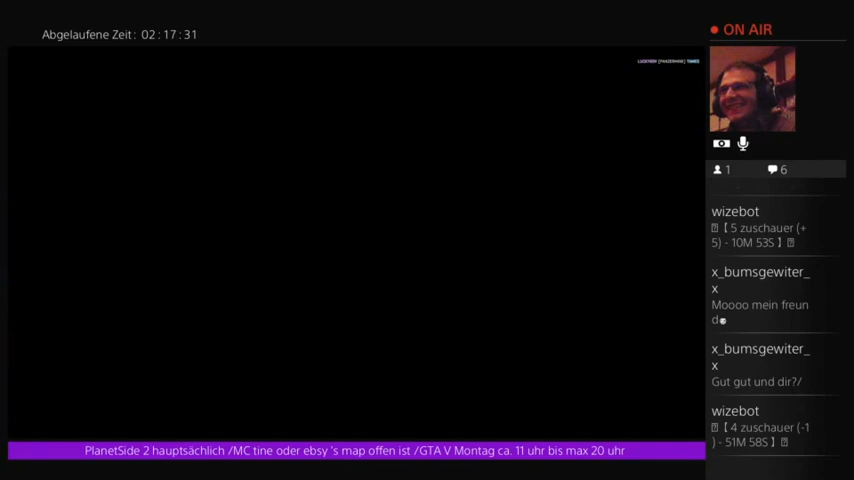 Abgelaufene Zeit: 02:17:31
ON AIR
1 6
wizebot
【 5 zuschauer (+
5) - 10M 53S 】
x_bumsgewiter_
x
Moooo mein freun
d
x_bumsgewiter_
x
Gut gut und dir?/
wizebot
【 4 zuschauer (-1
) - 51M 58S 】
PlanetSide 2 hauptsächlich /MC tine oder ebsy 's map offen ist /GTA V Montag ca. 11 uhr bis max 20 uhr